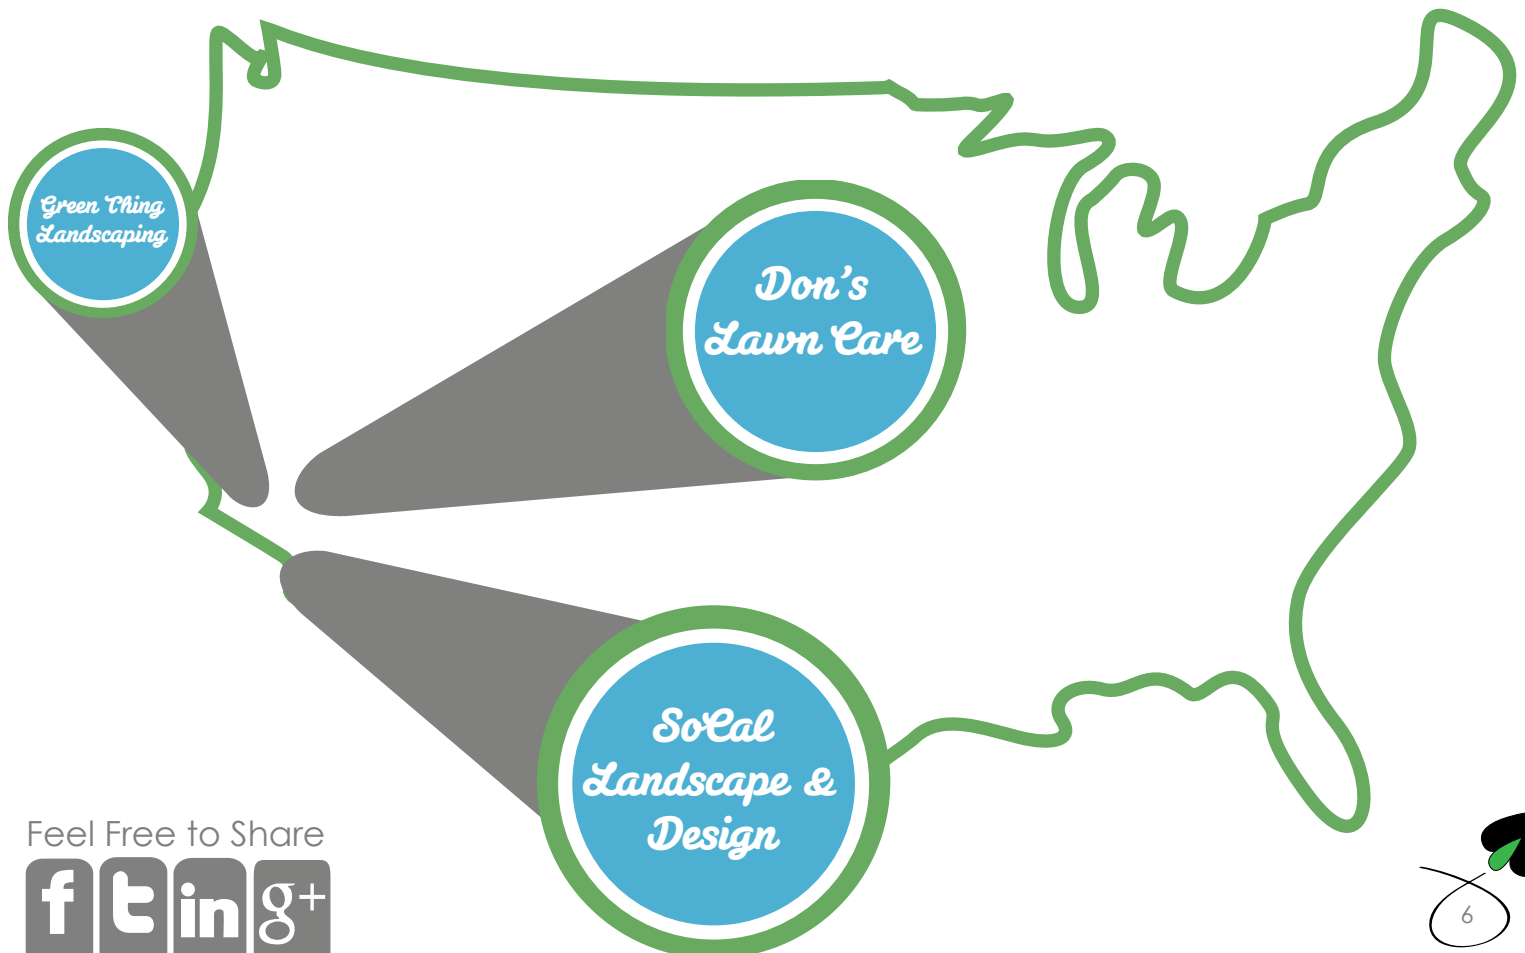 Green Thing
Landscaping
Don's
Lawn Care
SoCal
Landscape &
Design
Feel Free to Share
f t in g+
6